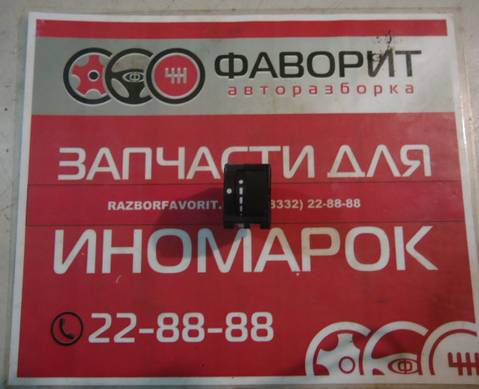 ФАВОРИТ
авторазборка
ЗАПЧАСТИ ДЛЯ
RAZBORFAVORIT. 8332) 22-88-88
ИНОМАРОК
22-88-88